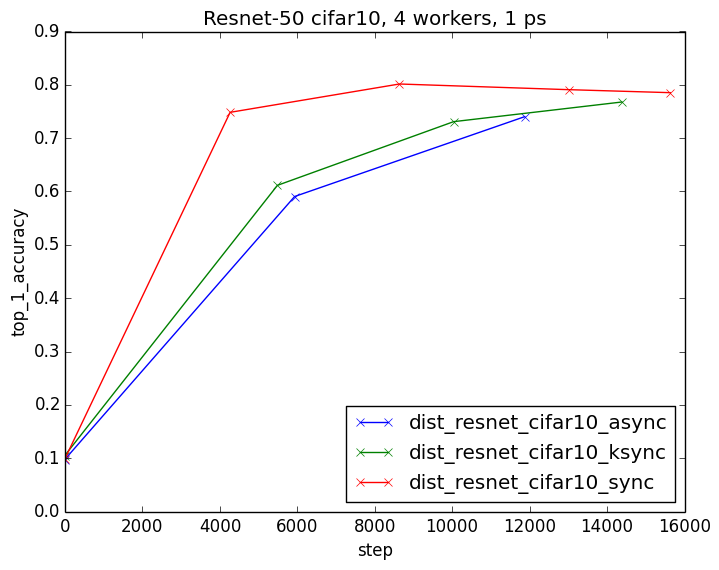 Resnet-50 cifar10, 4 workers, 1 ps
0.9
0.8
0.7
0.6
0.5
0.4
0.3
0.2
0.1
0.0
top_1_accuracy
dist_resnet_cifar10_async
dist_resnet_cifar10_ksync
dist_resnet_cifar10_sync
0 2000 4000 6000 8000 10000 12000 14000 16000
step